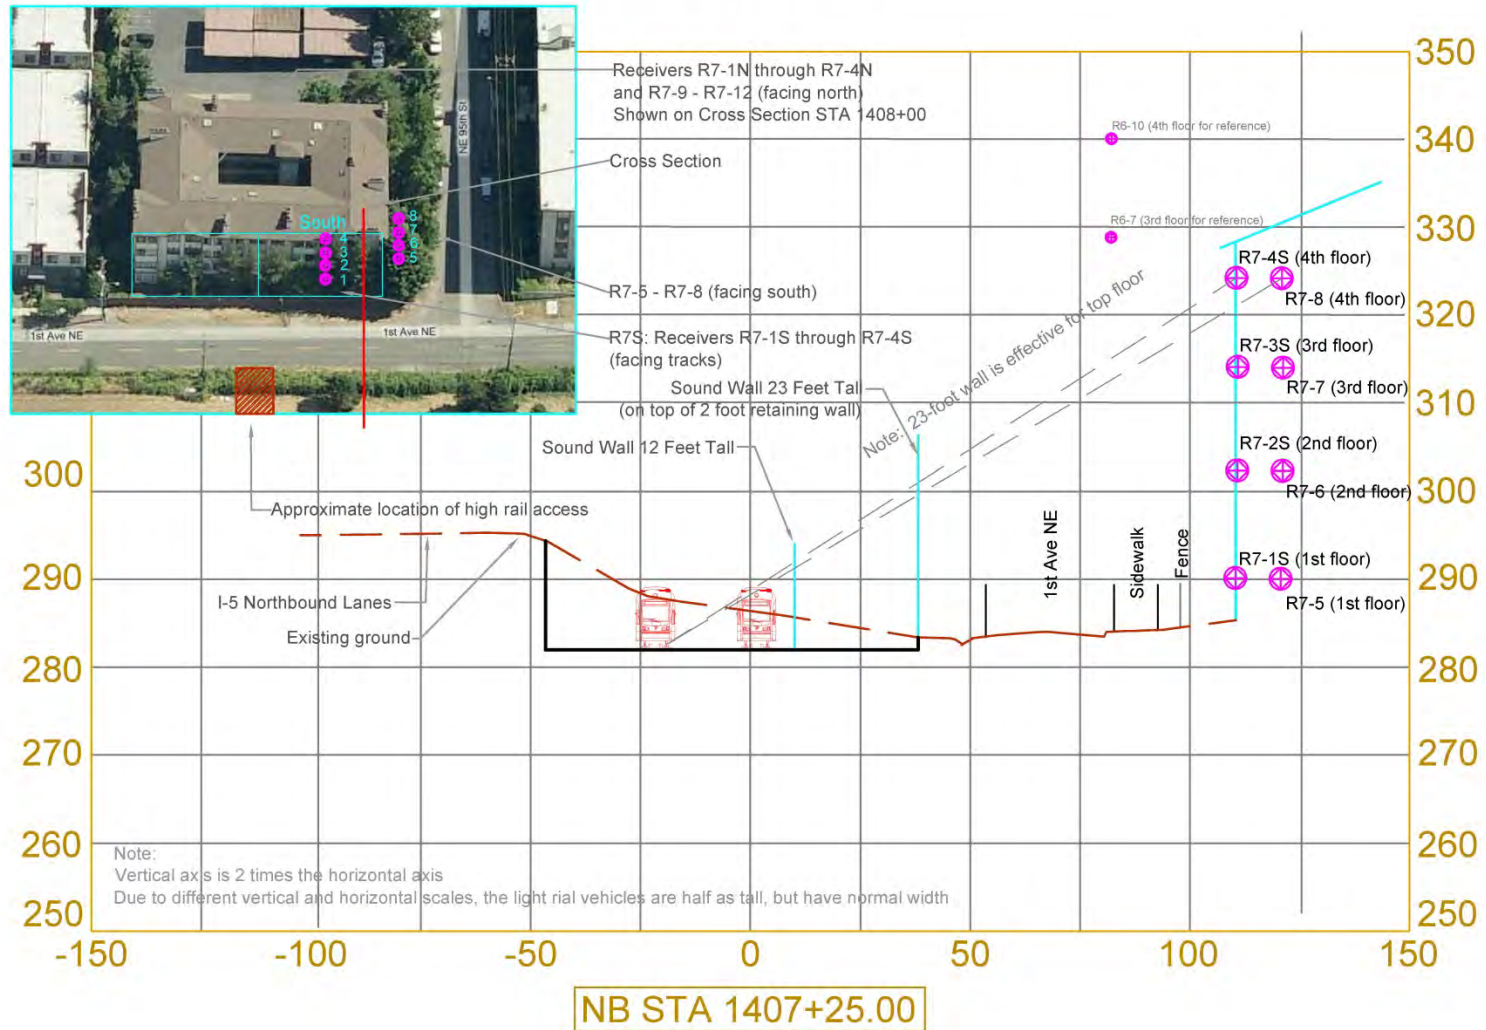 Receivers R7-1N through R7-4N
and R7-9 - R7-12 (facing north)
Shown on Cross Section STA 1408+00
Cross Section
NE 95th St
South
4
3
2
1
8
7
6
5
1st Ave NE
1st Ave NE
R7-5 - R7-8 (facing south)
R7S: Receivers R7-1S through R7-4S
(facing tracks)
Sound Wall 23 Feet Tall
(on top of 2 foot retaining wall)
Sound Wall 12 Feet Tall
Note: 23-foot wall is effective for top floor
R6-10 (4th floor for reference)
R6-7 (3rd floor for reference)
R7-4S (4th floor)
R7-8 (4th floor)
R7-3S (3rd floor)
R7-7 (3rd floor)
R7-2S (2nd floor)
R7-6 (2nd floor)
R7-1S (1st floor)
R7-5 (1st floor)
Approximate location of high rail access
I-5 Northbound Lanes
Existing ground
1st Ave NE
Sidewalk
Fence
300
290
280
270
260
250
350
340
330
320
310
300
290
280
270
260
250
Note:
Vertical axis is 2 times the horizontal axis
Due to different vertical and horizontal scales, the light rial vehicles are half as tall, but have normal width
-150
-100
-50
0
50
100
150
NB STA 1407+25.00